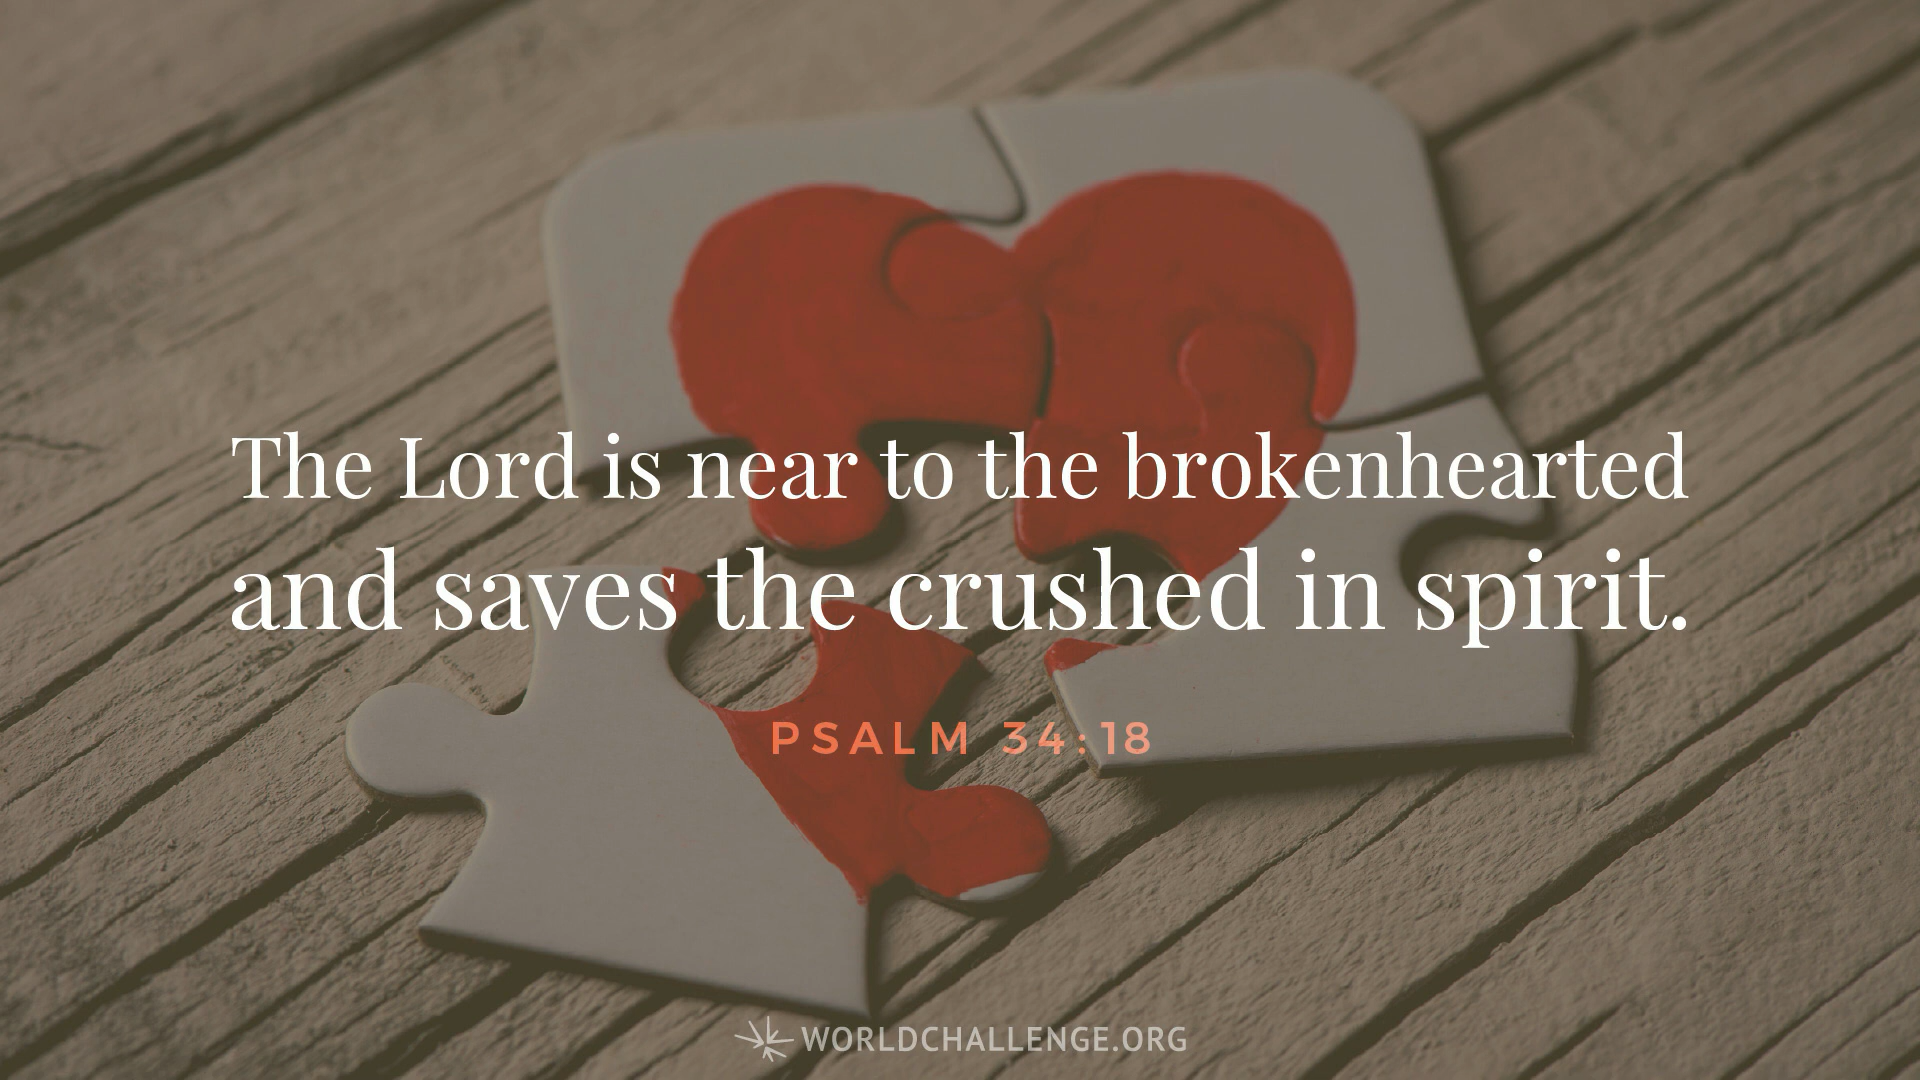 The Lord is near to the brokenhearted
and saves the crushed in spirit.
PSALM 34:18
WORLDCHALLENGE.ORG